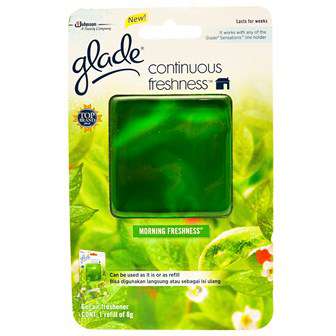 Johnson
A Family Company
New!
Lasts for weeks
It works with any of the
Glade® Sensations™ one holder
glade®
continuous
freshness™
TOP
BRAND
MORNING FRESHNESS®
Can be used as it is or as refill
Bisa digunakan langsung atau sebagai isi ulang
Gel air freshener
CONT. 1 refill of 8g